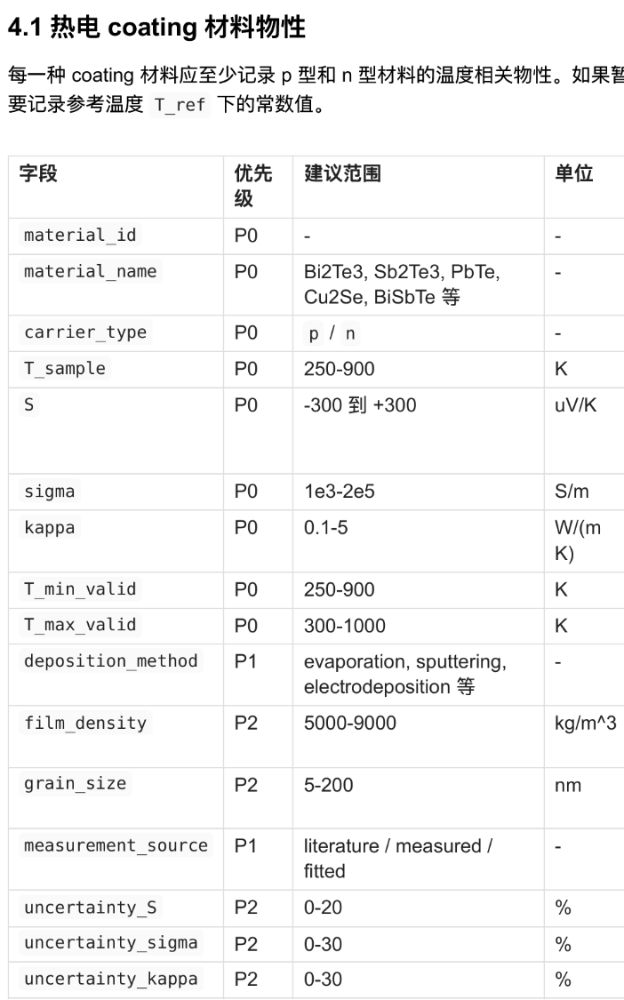 4.1 热电 coating 材料物性
每一种 coating 材料应至少记录 p 型和 n 型材料的温度相关物性。如果暂
要记录参考温度 T_ref 下的常数值。
字段 优先级 建议范围 单位
material_id P0 - -
material_name P0 Bi2Te3, Sb2Te3, PbTe, Cu2Se, BiSbTe 等 -
carrier_type P0 p / n -
T_sample P0 250-900 K
S P0 -300 到 +300 uV/K
sigma P0 1e3-2e5 S/m
kappa P0 0.1-5 W/(m K)
T_min_valid P0 250-900 K
T_max_valid P0 300-1000 K
deposition_method P1 evaporation, sputtering, electrodeposition 等 -
film_density P2 5000-9000 kg/m^3
grain_size P2 5-200 nm
measurement_source P1 literature / measured / fitted -
uncertainty_S P2 0-20 %
uncertainty_sigma P2 0-30 %
uncertainty_kappa P2 0-30 %